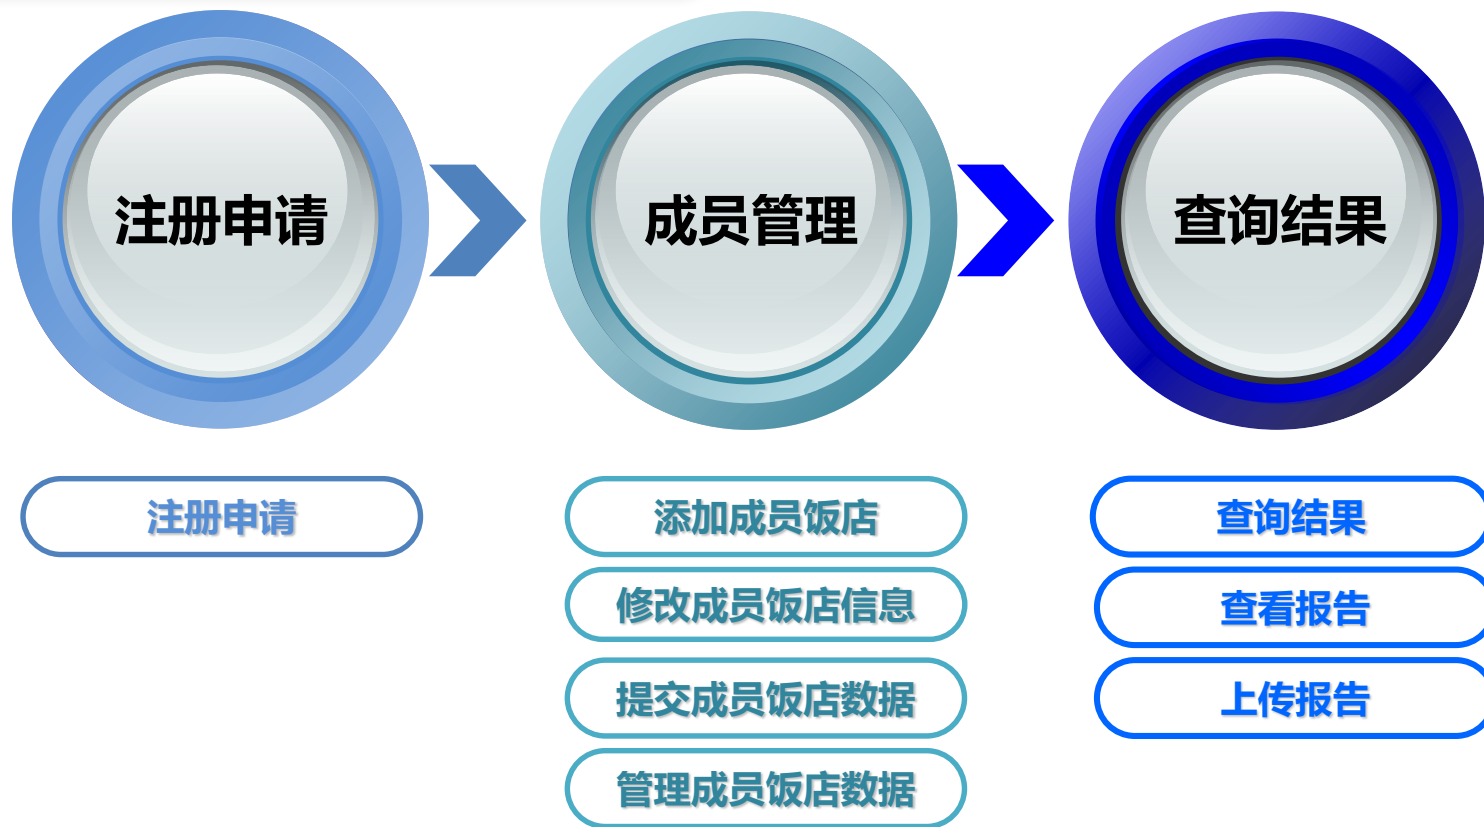 注册申请
成员管理
查询结果
注册申请
添加成员饭店
修改成员饭店信息
提交成员饭店数据
管理成员饭店数据
查询结果
查看报告
上传报告